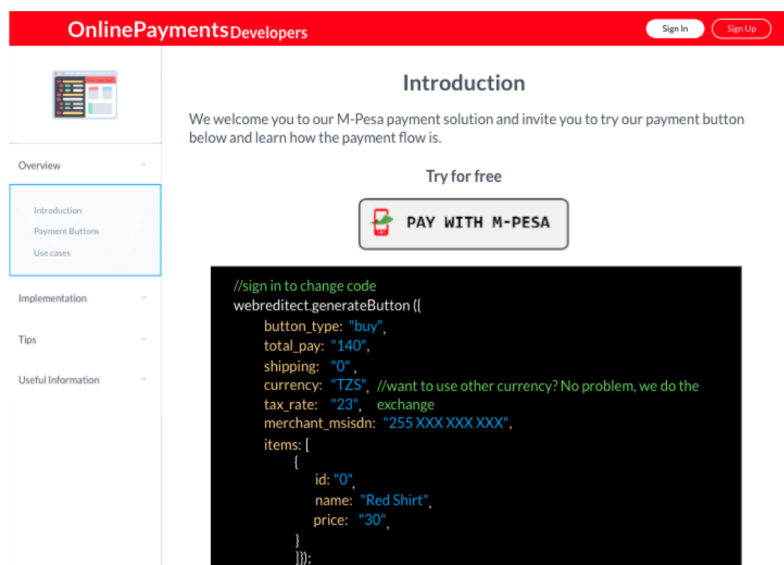 OnlinePayments Developers
Sign In
Sign Up
Overview
Introduction
Payment Buttons
Use cases
Implementation
Tips
Useful Information
Introduction
We welcome you to our M-Pesa payment solution and invite you to try our payment button
below and learn how the payment flow is.
Try for free
PAY WITH M-PESA
//sign in to change code
webreditect.generateButton ({
button_type: "buy",
total_pay: "140",
shipping: "0" ,
currency: "TZS", //want to use other currency? No problem, we do the
tax_rate: "23", exchange
merchant_msisdn: "255 XXX XXX XXX",
items: [
{
id: "0",
name: "Red Shirt",
price: "30",
}
]});